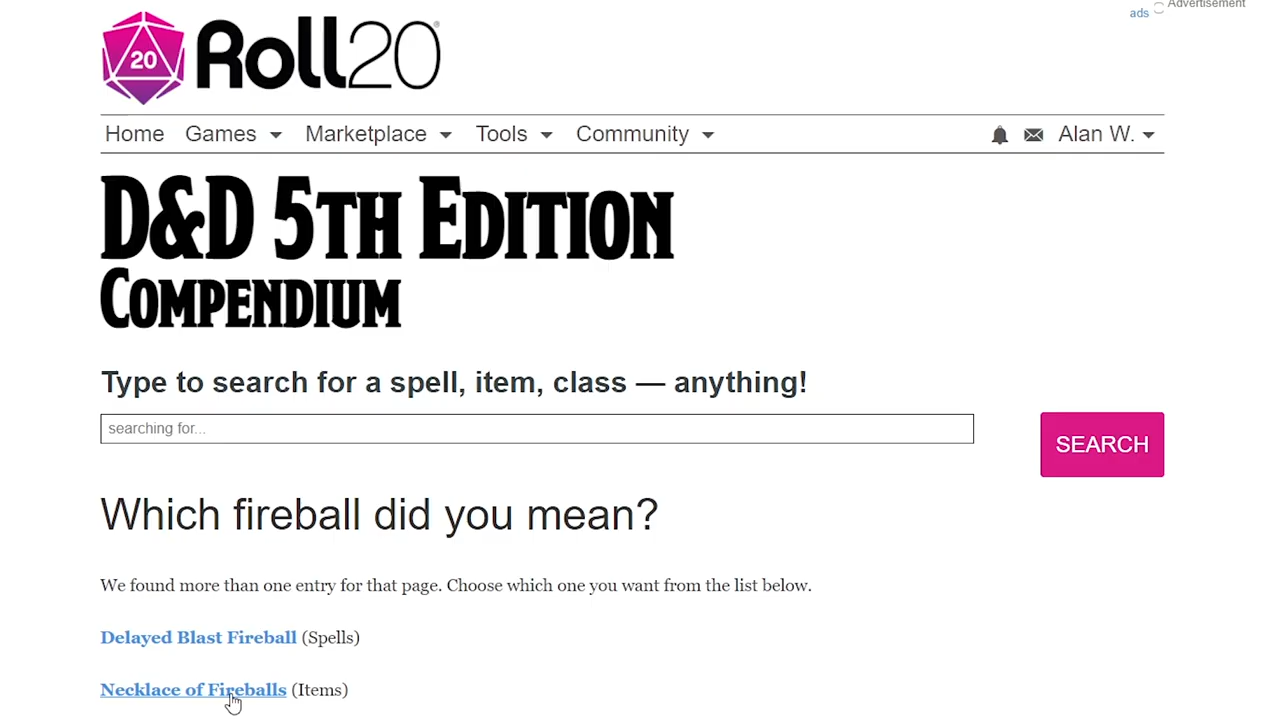 Advertisement
ads
20 Roll20®
Home Games Marketplace Tools Community Alan W.
D&D 5th Edition
Compendium
Type to search for a spell, item, class — anything!
searching for...
SEARCH
Which fireball did you mean?
We found more than one entry for that page. Choose which one you want from the list below.
Delayed Blast Fireball (Spells)
Necklace of Fireballs (Items)